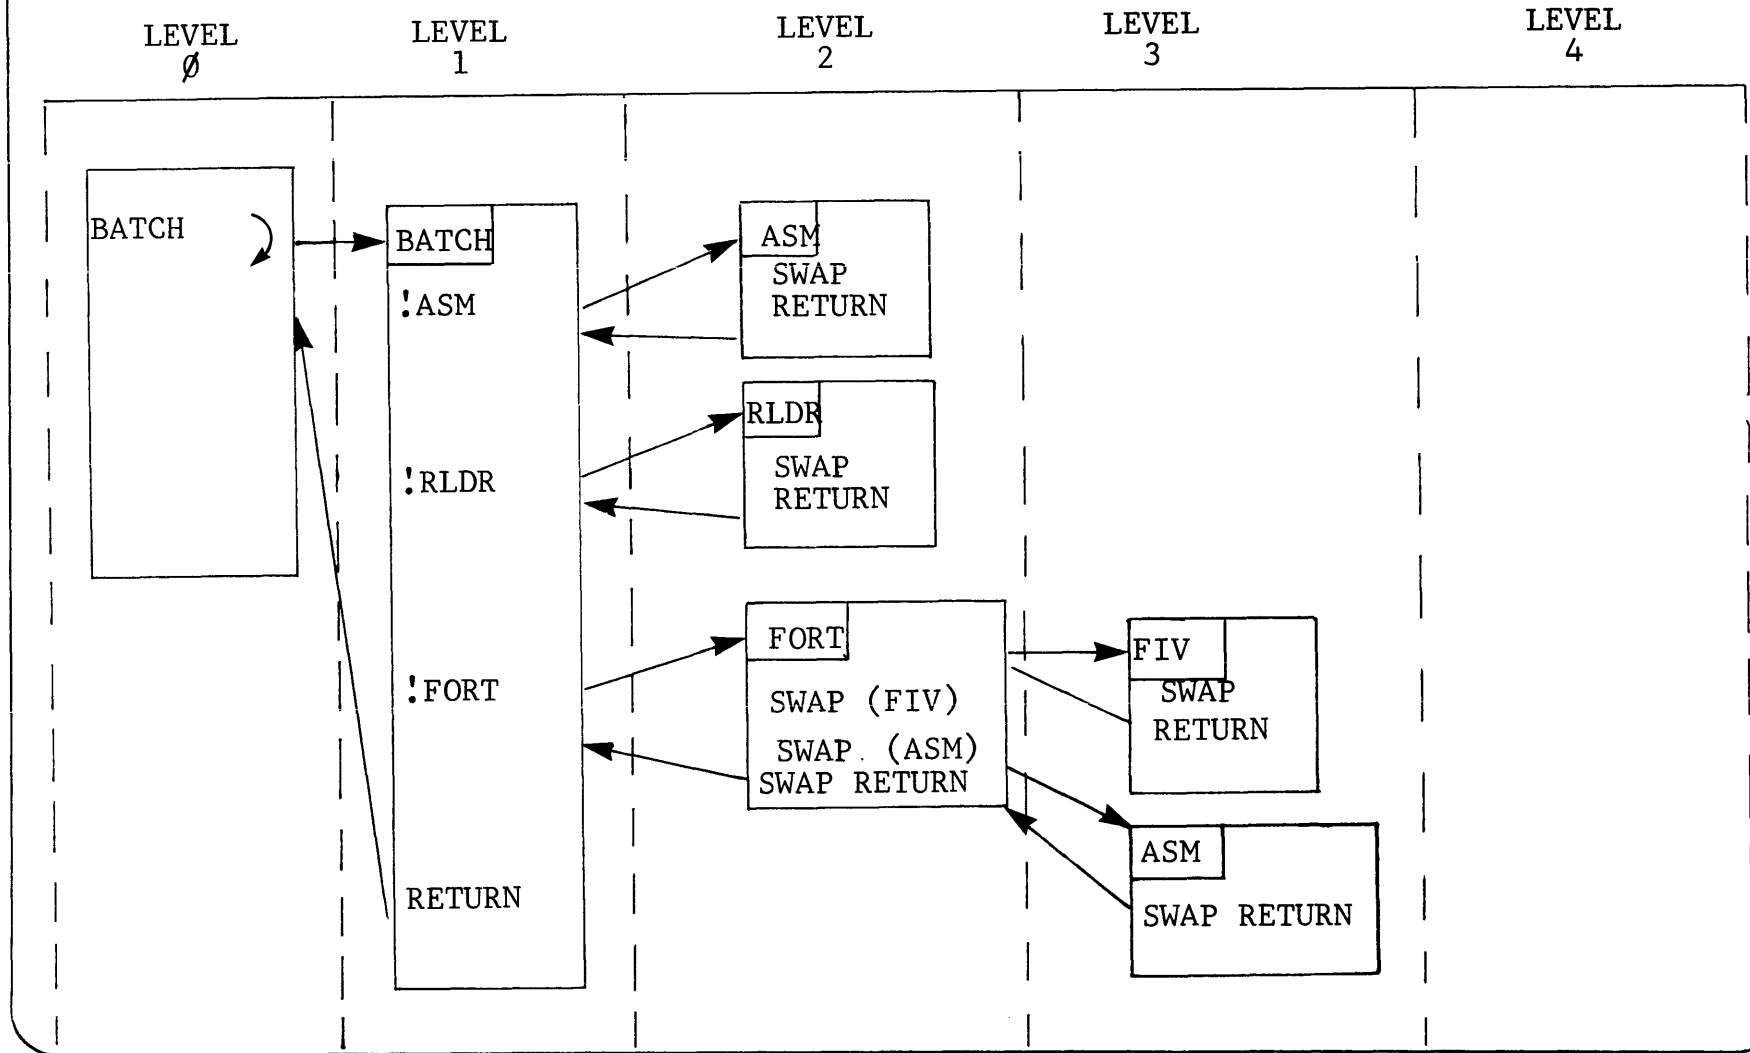 LEVEL
Ø
LEVEL
1
LEVEL
2
LEVEL
3
LEVEL
4
BATCH
BATCH
!ASM
!RLDR
!FORT
RETURN
ASM
SWAP
RETURN
RLDR
SWAP
RETURN
FORT
SWAP (FIV)
SWAP. (ASM)
SWAP RETURN
FIV
SWAP
RETURN
ASM
SWAP RETURN